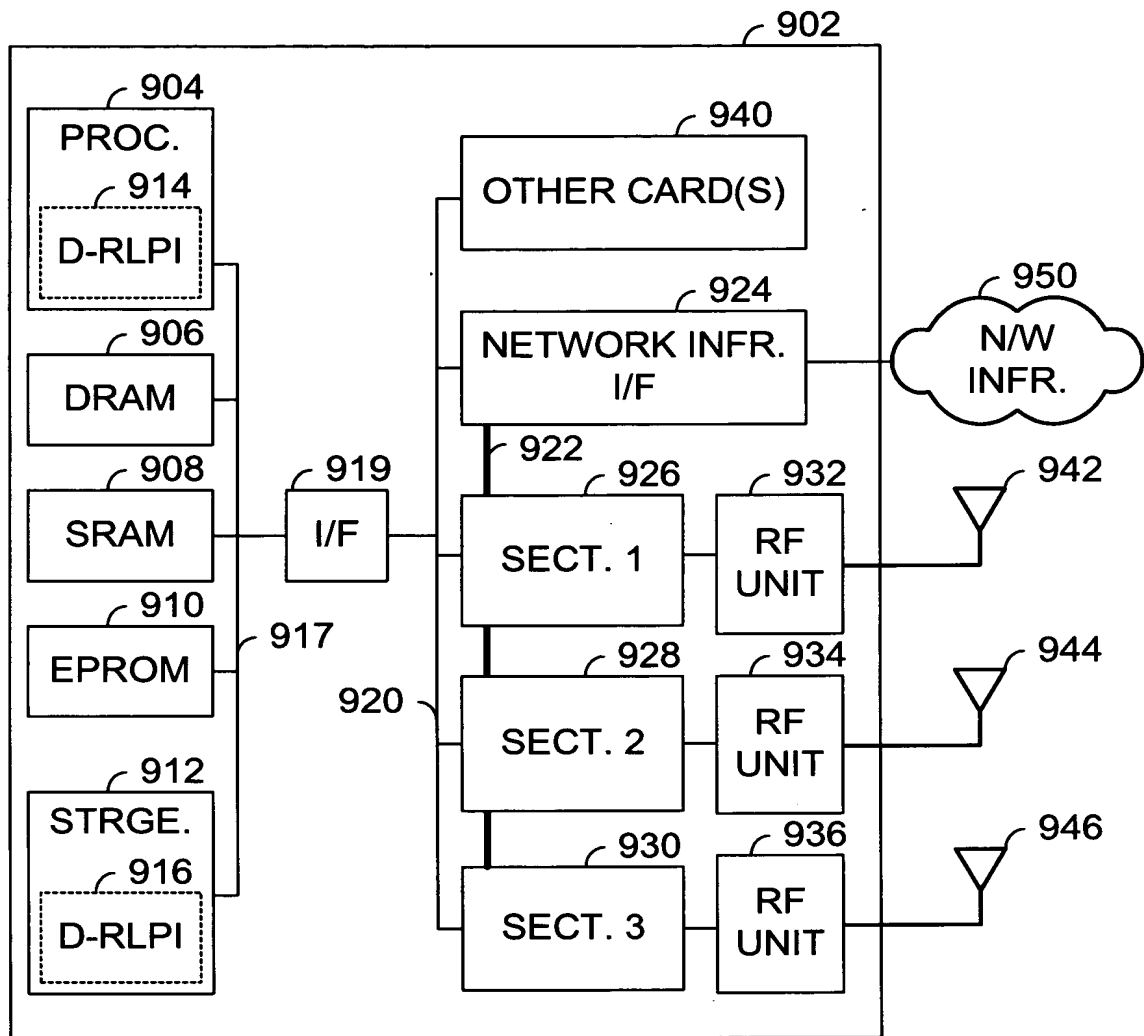 902
904
PROC.
914
D-RLPI
906
DRAM
908
SRAM
910
EPROM
917
912
STRGE.
916
D-RLPI
919
I/F
920
940
OTHER CARD(S)
924
NETWORK INFR.
I/F
922
926
SECT. 1
928
SECT. 2
930
SECT. 3
932
RF
UNIT
934
RF
UNIT
936
RF
UNIT
950
N/W
INFR.
942
944
946